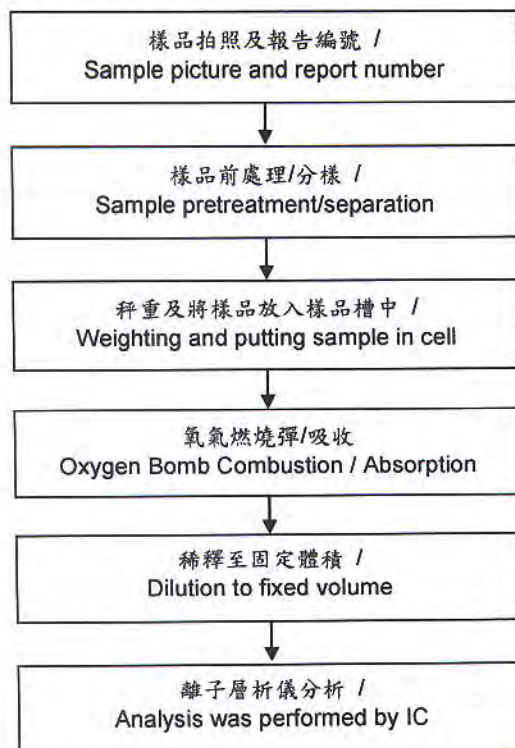 樣品拍照及報告編號 /
Sample picture and report number
樣品前處理/分樣 /
Sample pretreatment/separation
秤重及將樣品放入樣品槽中 /
Weighting and putting sample in cell
氧氣燃燒彈/吸收
Oxygen Bomb Combustion / Absorption
稀釋至固定體積 /
Dilution to fixed volume
離子層析儀分析 /
Analysis was performed by IC